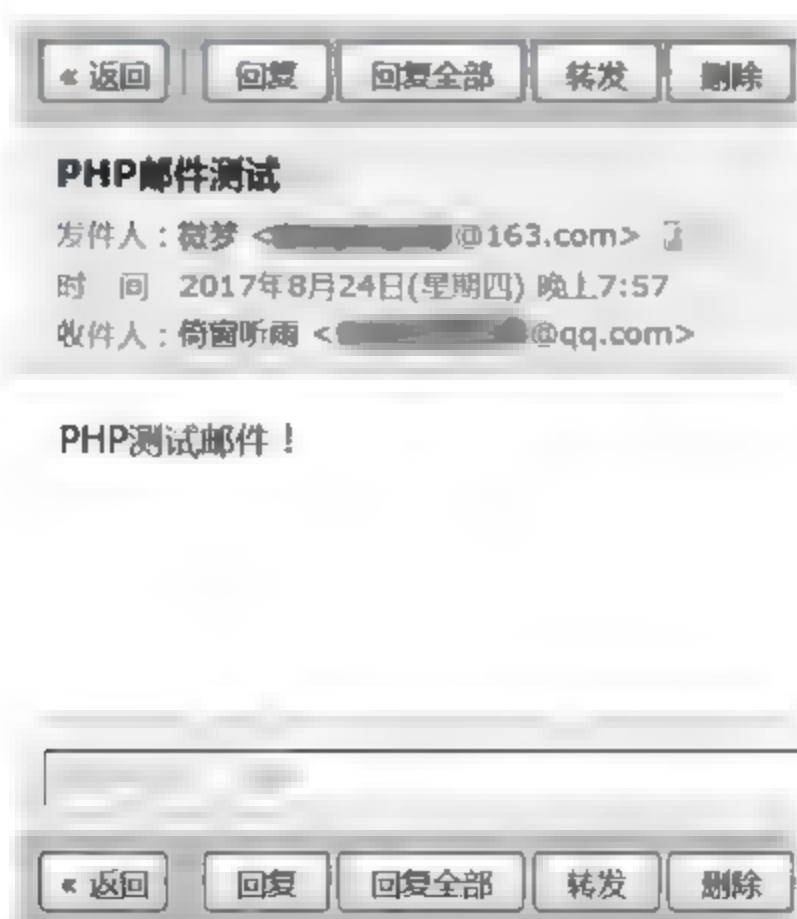 « 返回 回复 回复全部 转发 删除
PHP邮件测试
发件人：微梦 <@163.com>
时 间 2017年8月24日(星期四) 晚上7:57
收件人：倚窗听雨 <@qq.com>
PHP测试邮件！
« 返回 回复 回复全部 转发 删除